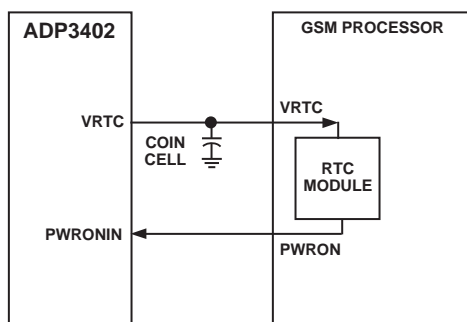 ADP3402
GSM PROCESSOR
VRTC
VRTC
COIN
CELL
RTC
MODULE
PWRONIN
PWRON